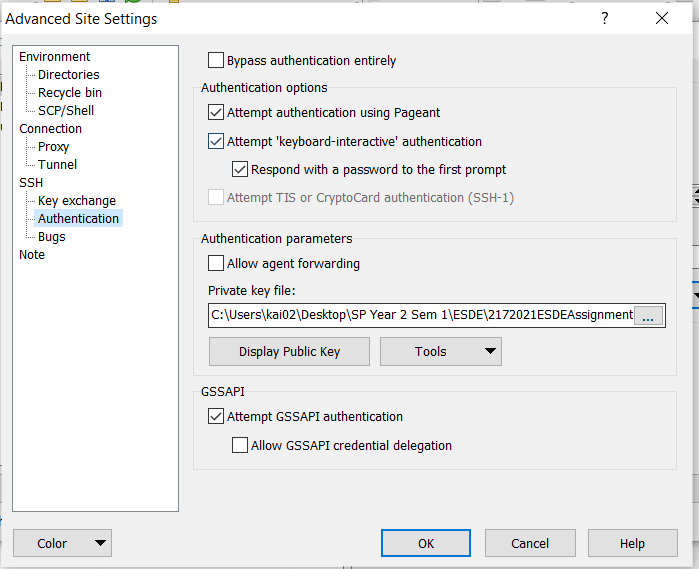 Advanced Site Settings
?
Environment
Directories
Recycle bin
SCP/Shell
Connection
Proxy
Tunnel
SSH
Key exchange
Authentication
Bugs
Note
Bypass authentication entirely
Authentication options
Attempt authentication using Pageant
Attempt 'keyboard-interactive' authentication
Respond with a password to the first prompt
Attempt TIS or CryptoCard authentication (SSH-1)
Authentication parameters
Allow agent forwarding
Private key file:
C:\Users\kai02\Desktop\SP Year 2 Sem 1\ESDE\2172021ESDEAssignment
...
Display Public Key
Tools
GSSAPI
Attempt GSSAPI authentication
Allow GSSAPI credential delegation
Color
OK
Cancel
Help